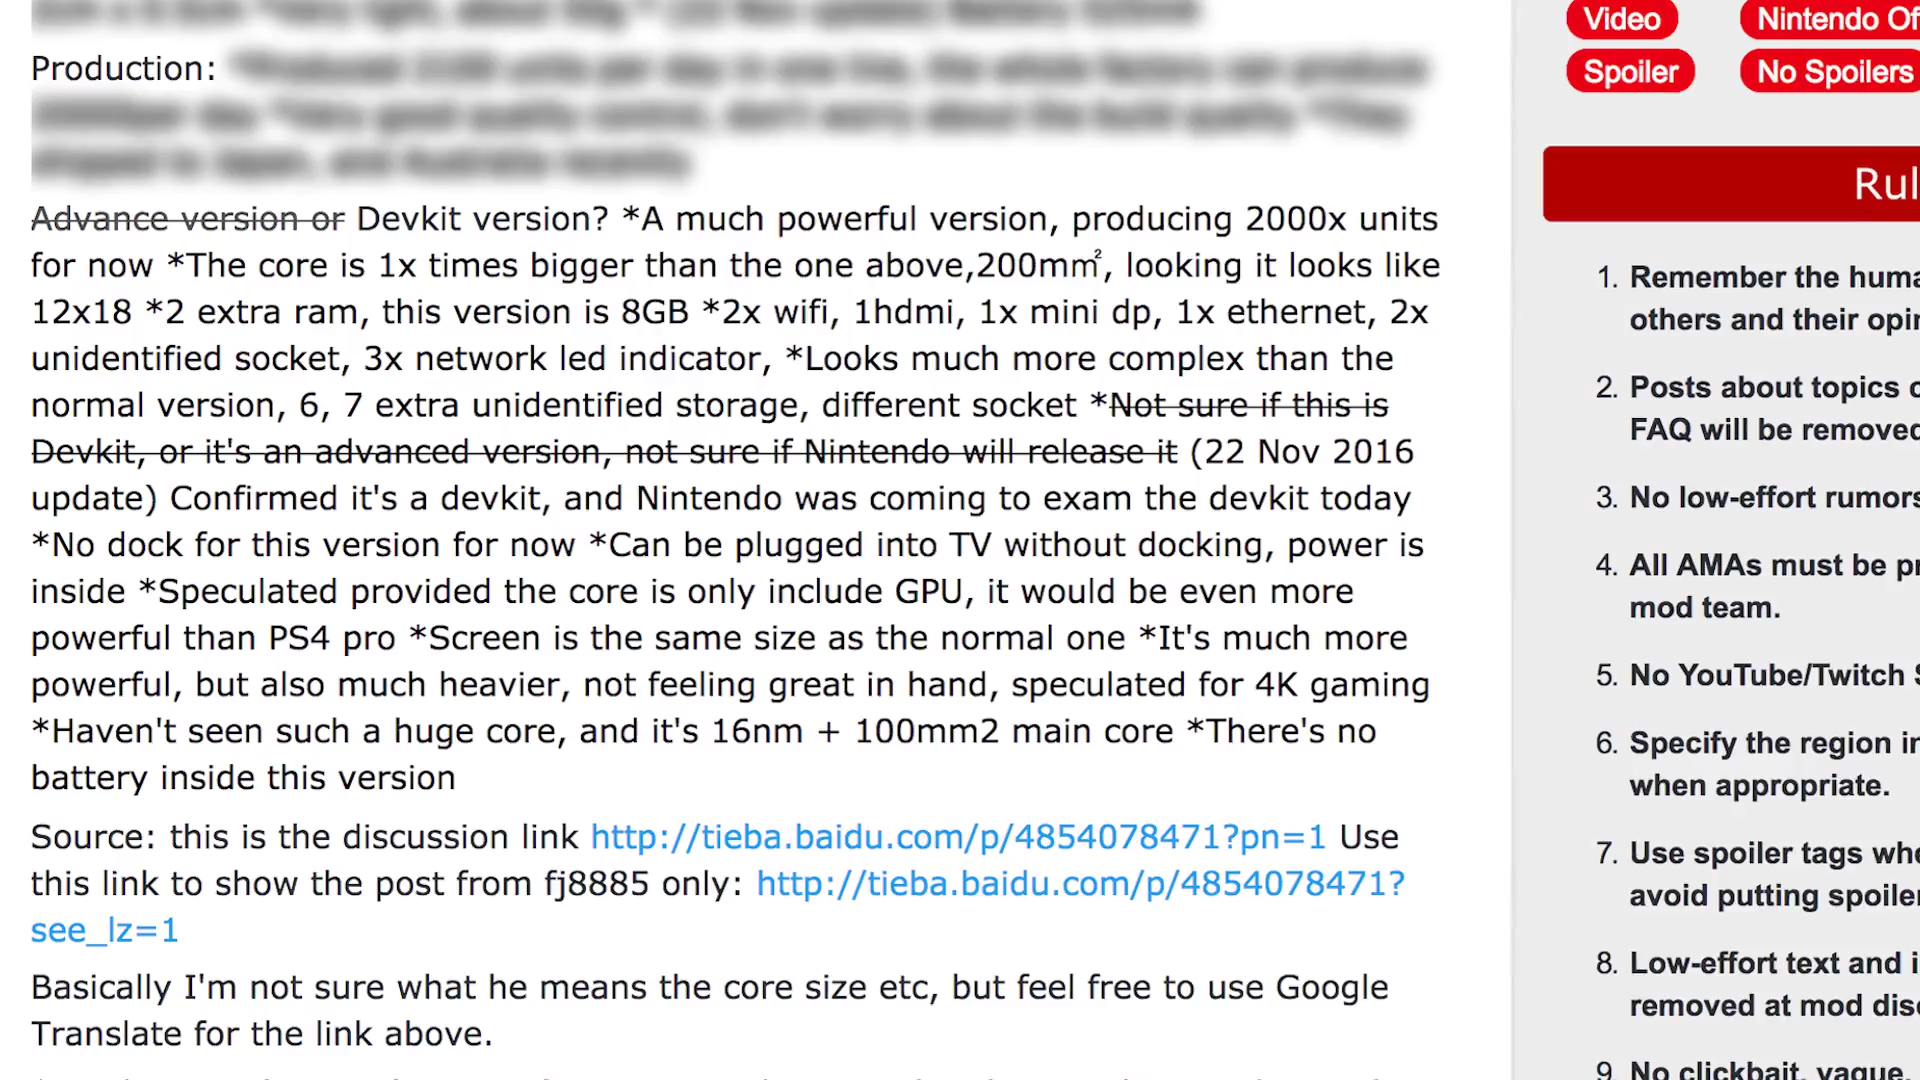 Production:
Advance version or Devkit version? *A much powerful version, producing 2000x units
for now *The core is 1x times bigger than the one above,200m㎡, looking it looks like
12x18 *2 extra ram, this version is 8GB *2x wifi, 1hdmi, 1x mini dp, 1x ethernet, 2x
unidentified socket, 3x network led indicator, *Looks much more complex than the
normal version, 6, 7 extra unidentified storage, different socket *Not sure if this is
Devkit, or it's an advanced version, not sure if Nintendo will release it (22 Nov 2016
update) Confirmed it's a devkit, and Nintendo was coming to exam the devkit today
*No dock for this version for now *Can be plugged into TV without docking, power is
inside *Speculated provided the core is only include GPU, it would be even more
powerful than PS4 pro *Screen is the same size as the normal one *It's much more
powerful, but also much heavier, not feeling great in hand, speculated for 4K gaming
*Haven't seen such a huge core, and it's 16nm + 100mm2 main core *There's no
battery inside this version
Source: this is the discussion link http://tieba.baidu.com/p/4854078471?pn=1 Use
this link to show the post from fj8885 only: http://tieba.baidu.com/p/4854078471?
see_lz=1
Basically I'm not sure what he means the core size etc, but feel free to use Google
Translate for the link above.
Video Nintendo Of
Spoiler No Spoilers
Rul
1. Remember the huma
others and their opin
2. Posts about topics
FAQ will be removed
3. No low-effort rumors
4. All AMAs must be pr
mod team.
5. No YouTube/Twitch S
6. Specify the region in
when appropriate.
7. Use spoiler tags whe
avoid putting spoiler
8. Low-effort text and i
removed at mod disc
9. No clickbait, vague,